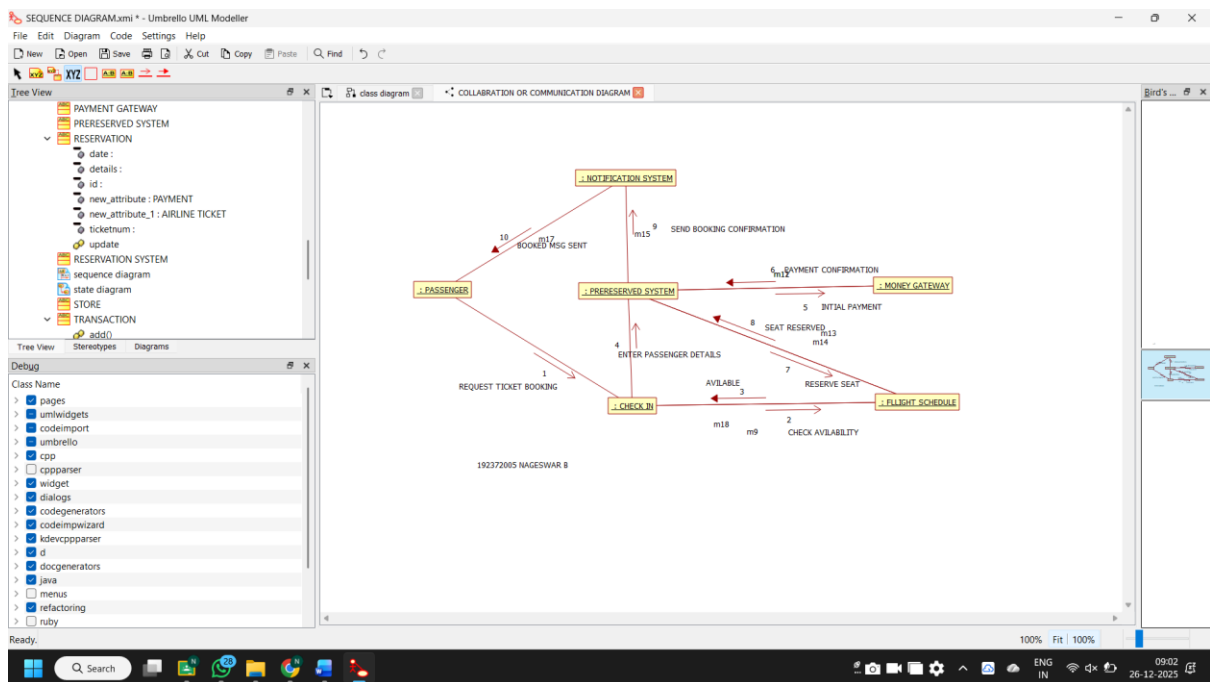 SEQUENCE DIAGRAM.xmi * - Umbrello UML Modeller
File Edit Diagram Code Settings Help
New Open Save Cut Copy Paste Find
XYZ XYZ A:B A:B
Tree View
class diagram COLLABRATION OR COMMUNICATION DIAGRAM
Bird's ...
PAYMENT GATEWAY
PRERESERVED SYSTEM
RESERVATION
date :
details :
id :
new_attribute : PAYMENT
new_attribute_1 : AIRLINE TICKET
ticketnum :
update
RESERVATION SYSTEM
sequence diagram
state diagram
STORE
TRANSACTION
add()
Tree View Stereotypes Diagrams
Debug
Class Name
pages
umlwidgets
codeimport
umbrello
cpp
cppparser
widget
dialogs
codegenerators
codeimpwizard
kdevcppparser
d
docgenerators
java
menus
refactoring
ruby
: NOTIFICATION SYSTEM
9 SEND BOOKING CONFIRMATION
m15
10 m17
BOOKED MSG SENT
6 PAYMENT CONFIRMATION
: PASSENGER
: PRERESERVED SYSTEM
: MONEY GATEWAY
5 INTIAL PAYMENT
8 SEAT RESERVED
m13
m14
4
ENTER PASSENGER DETAILS
7
RESERVE SEAT
1
REQUEST TICKET BOOKING
AVILABLE
3
: CHECK IN
: FLLIGHT SCHEDULE
2
m18 m9 CHECK AVILABILITY
192372005 NAGESWAR B
Ready.
100% Fit 100%
Search
28
ENG
IN
09:02
26-12-2025